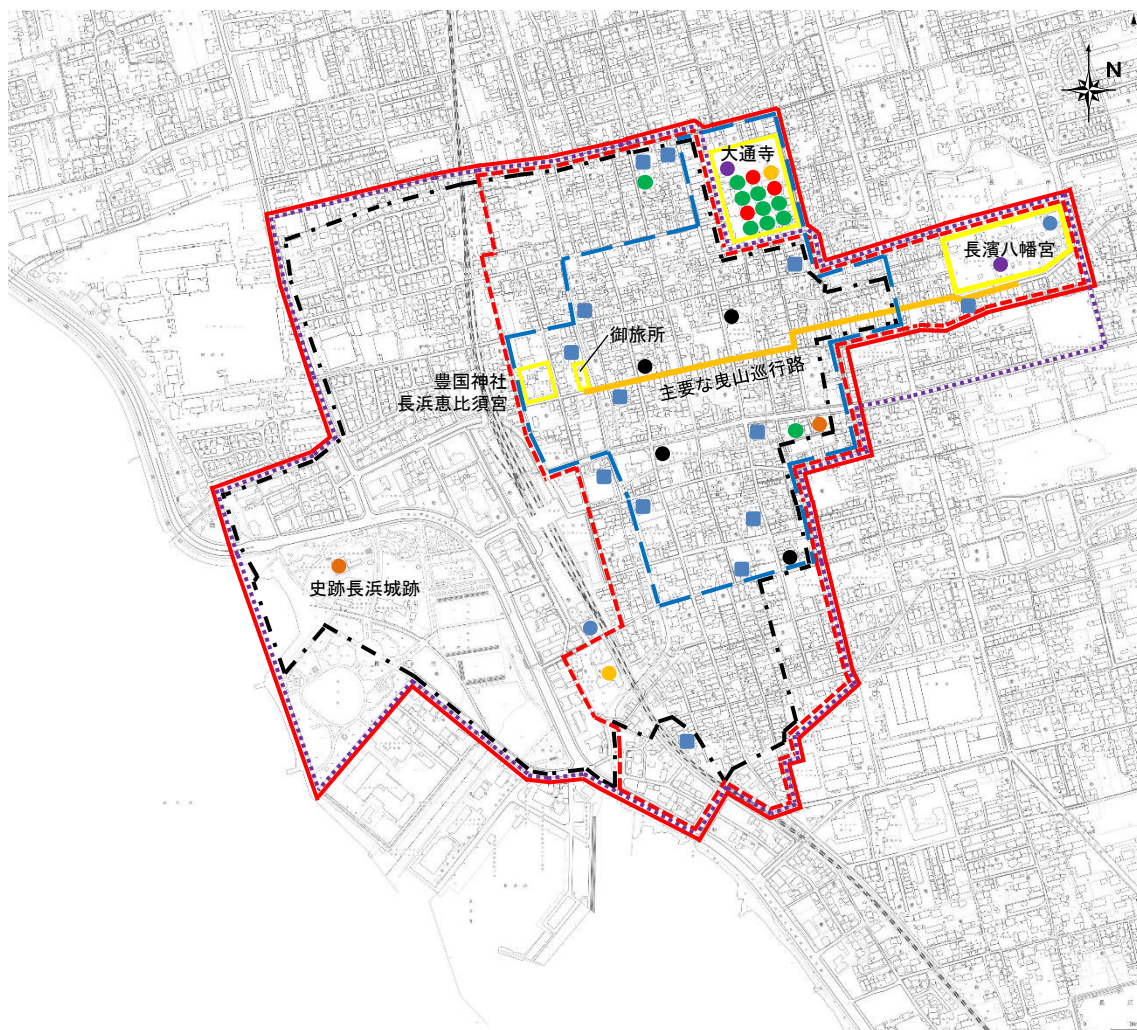 N
大通寺
長濱八幡宮
御旅所
豊国神社
長浜恵比須宮
主要な曳山巡行路
史跡長浜城跡